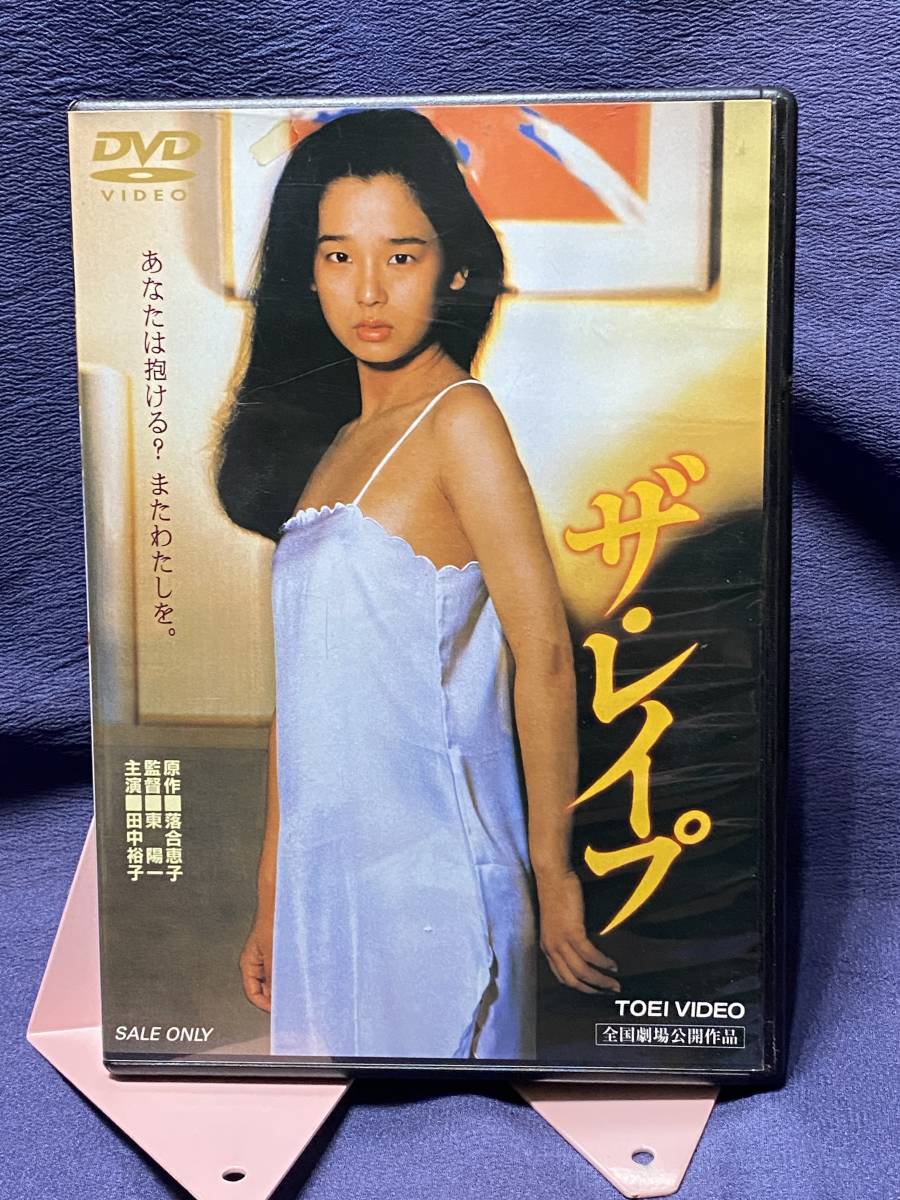 DVD
VIDEO
あなたは抱ける? またわたしを。
ザ・レイプ
原作■落合恵子
監督■東 陽一
主演■田中裕子
TOEI VIDEO
全国劇場公開作品
SALE ONLY